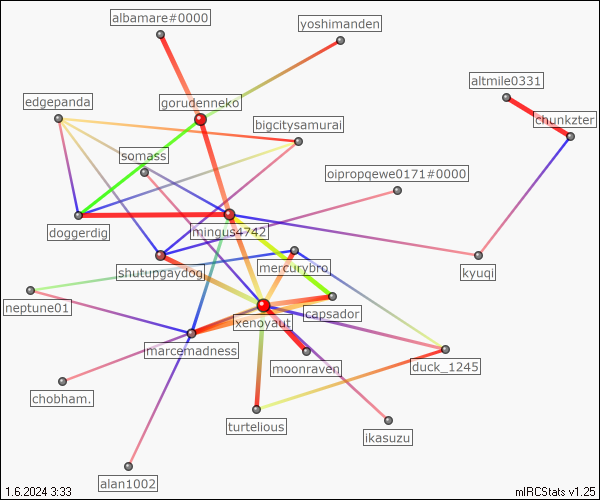 albamare#0000
yoshimanden
altmile0331
edgepanda
gorudenneko
chunkzter
bigcitysamurai
somass
oipropqewe0171#0000
doggerdig
mingus4742
mercurybro
shutupgaydog
kyuqi
neptune01
xenoyaut
capsador
marcemadness
moonraven
duck_1245
chobham.
turtelious
ikasuzu
alan1002
1.6.2024 3:33
mIRCStats v1.25